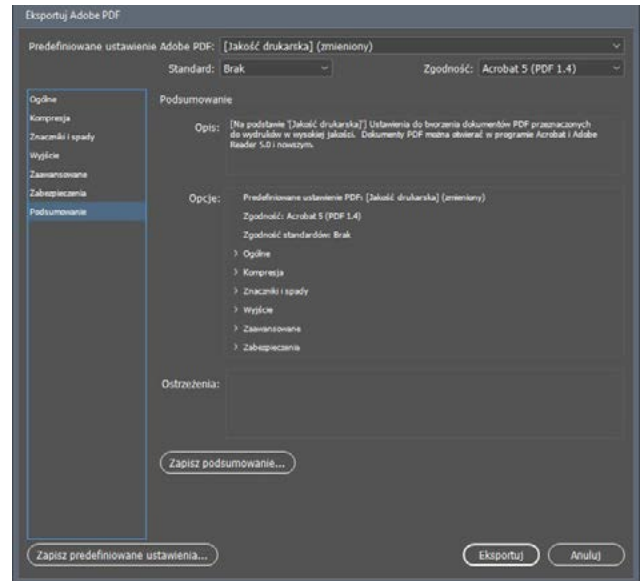 Eksportuj Adobe PDF
Predefiniowane ustawienie Adobe PDF: [Jakość drukarska] (zmieniony)
Standard: Brak Zgodność: Acrobat 5 (PDF 1.4)
Ogólne
Kompresja
Znaczniki i spady
Wyjście
Zaawansowane
Zabezpieczenia
Podsumowanie
Podsumowanie
Opis: [Na podstawie '[Jakość drukarska]'] Ustawienia do tworzenia dokumentów PDF przeznaczonych
do wydruków w wysokiej jakości. Dokumenty PDF można otwierać w programie Acrobat i Adobe
Reader 5.0 i nowszym.
Opcje: Predefiniowane ustawienie PDF: [Jakość drukarska] (zmieniony)
Zgodność: Acrobat 5 (PDF 1.4)
Zgodność standardów: Brak
> Ogólne
> Kompresja
> Znaczniki i spady
> Wyjście
> Zaawansowane
> Zabezpieczenia
Ostrzeżenia:
Zapisz podsumowanie...
Zapisz predefiniowane ustawienia... Eksportuj Anuluj